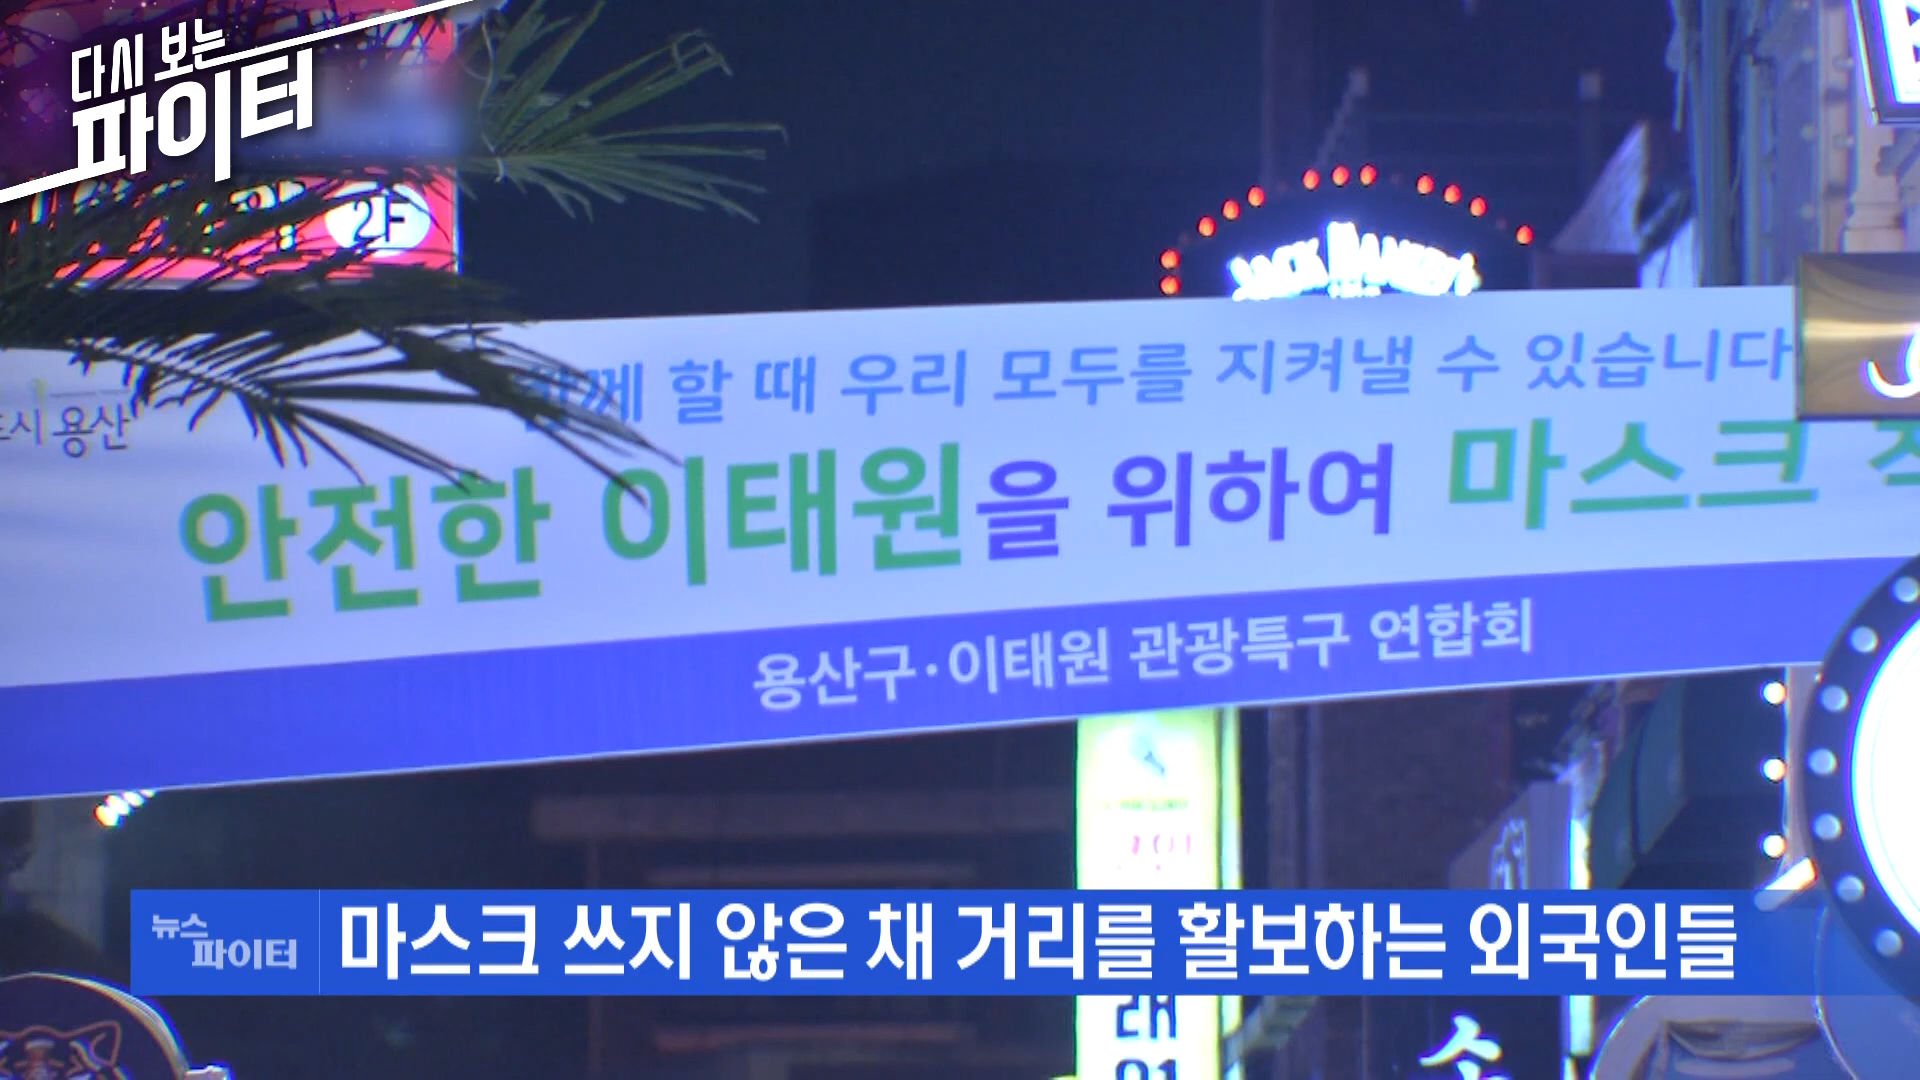 다시 보는
파이터
2F
JACK DANIEL'S
함께 할 때 우리 모두를 지켜낼 수 있습니다
시 용산
안전한 이태원을 위하여 마스크
용산구·이태원 관광특구 연합회
뉴스
파이터
마스크 쓰지 않은 채 거리를 활보하는 외국인들